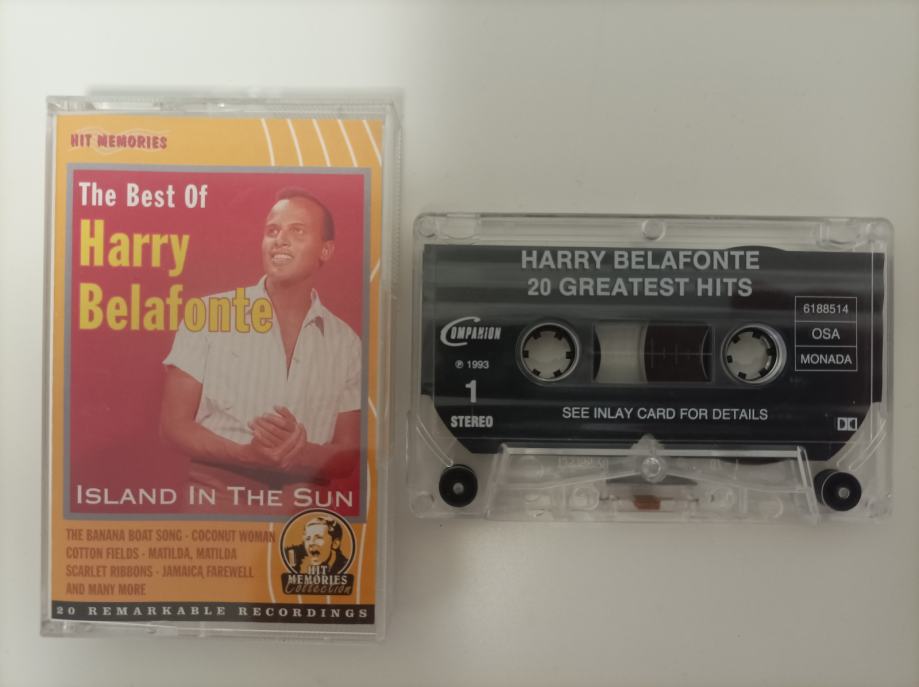 HIT MEMORIES
The Best Of
Harry
Belafonte
ISLAND IN THE SUN
THE BANANA BOAT SONG - COCONUT WOMAN
COTTON FIELDS - MATILDA, MATILDA
SCARLET RIBBONS - JAMAICA FAREWELL
AND MANY MORE
HIT
MEMORIES
Collection
20 REMARKABLE RECORDINGS
HARRY BELAFONTE
20 GREATEST HITS
COMPANION
℗ 1993
1
STEREO
6188514
OSA
MONADA
SEE INLAY CARD FOR DETAILS